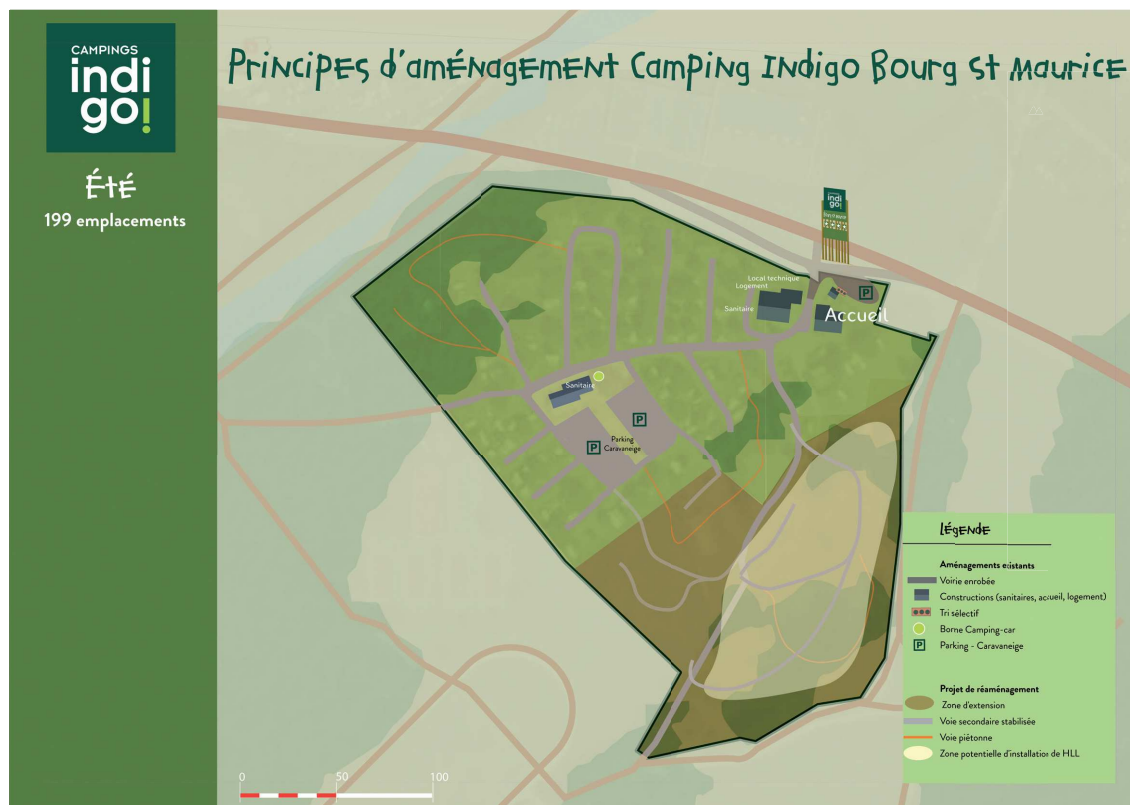 CAMPINGS
indi
go!
Été
199 emplacements
Principes d'aménagement Camping Indigo Bourg St Maurice
indi
go!
Local technique
Logement
Sanitaire
P
Accueil
Sanitaire
P
P
Parking
Caravaneige
Légende
Aménagements existants
Voirie enrobée
Constructions (sanitaires, accueil, logement)
Tri sélectif
Borne Camping-car
P Parking - Caravaneige
Projet de réaménagement
Zone d'extension
Voie secondaire stabilisée
Voie piétonne
Zone potentielle d'installation de HLL
0 50 100